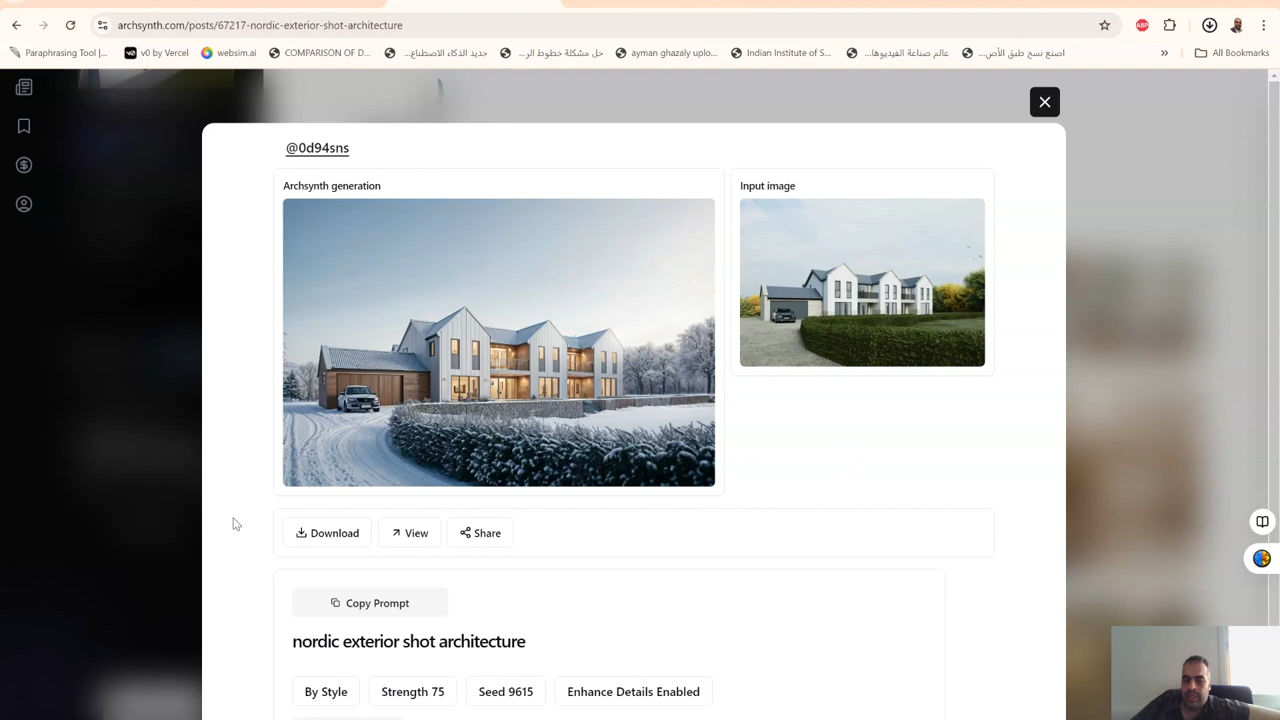 archsynth.com/posts/67217-nordic-exterior-shot-architecture
ABP
Paraphrasing Tool |...
v0 by Vercel
websim.ai
COMPARISON OF D...
جديد الذكاء الاصطناع...
حل مشكلة خطوط الر...
ayman ghazaly uplo...
Indian Institute of S...
عالم صناعة الفيديوها...
اصنع نسخ طبق الأص...
All Bookmarks
@0d94sns
Archsynth generation
Input image
Download
View
Share
Copy Prompt
nordic exterior shot architecture
By Style
Strength 75
Seed 9615
Enhance Details Enabled